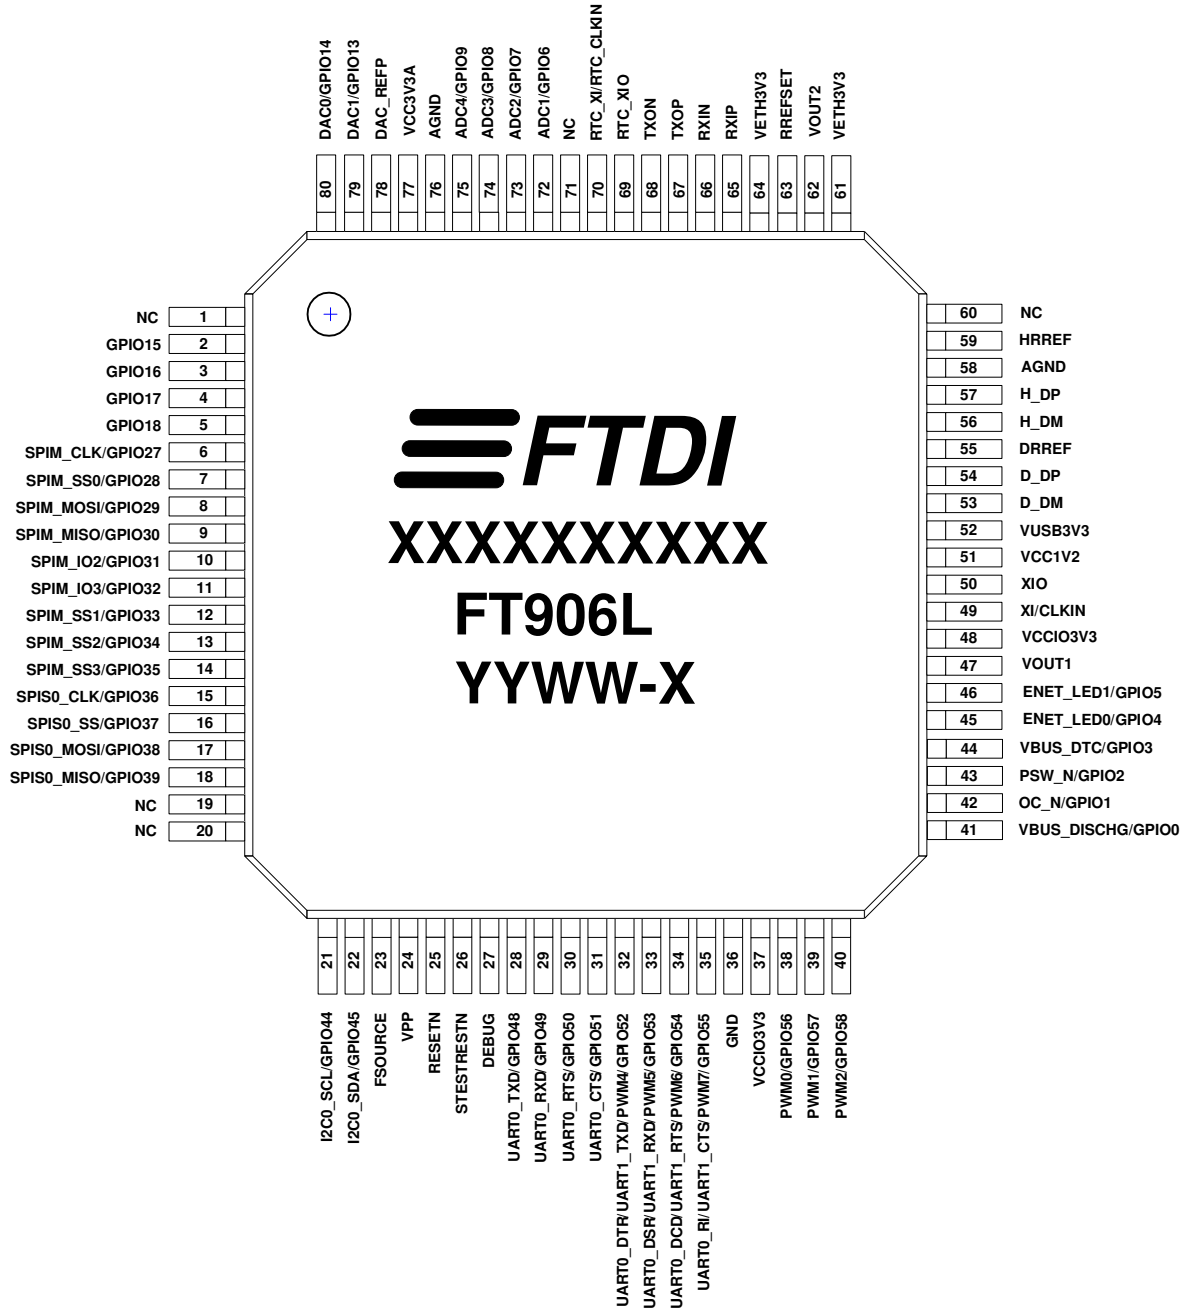 DAC0/GPIO14
DAC1/GPIO13
DAC_REFP
VCC3V3A
AGND
ADC4/GPIO9
ADC3/GPIO8
ADC2/GPIO7
ADC1/GPIO6
NC
RTC_XI/RTC_CLKIN
RTC_XIO
TXON
TXOP
RXIN
RXIP
VETH3V3
RREFSET
VOUT2
VETH3V3
80
79
78
77
76
75
74
73
72
71
70
69
68
67
66
65
64
63
62
61
NC 1
GPIO15 2
GPIO16 3
GPIO17 4
GPIO18 5
SPIM_CLK/GPIO27 6
SPIM_SS0/GPIO28 7
SPIM_MOSI/GPIO29 8
SPIM_MISO/GPIO30 9
SPIM_IO2/GPIO31 10
SPIM_IO3/GPIO32 11
SPIM_SS1/GPIO33 12
SPIM_SS2/GPIO34 13
SPIM_SS3/GPIO35 14
SPIS0_CLK/GPIO36 15
SPIS0_SS/GPIO37 16
SPIS0_MOSI/GPIO38 17
SPIS0_MISO/GPIO39 18
NC 19
NC 20
FTDI
XXXXXXXXXX
FT906L
YYWW-X
60 NC
59 HRREF
58 AGND
57 H_DP
56 H_DM
55 DRREF
54 D_DP
53 D_DM
52 VUSB3V3
51 VCC1V2
50 XIO
49 XI/CLKIN
48 VCCIO3V3
47 VOUT1
46 ENET_LED1/GPIO5
45 ENET_LED0/GPIO4
44 VBUS_DTC/GPIO3
43 PSW_N/GPIO2
42 OC_N/GPIO1
41 VBUS_DISCHG/GPIO0
21
22
23
24
25
26
27
28
29
30
31
32
33
34
35
36
37
38
39
40
I2C0_SCL/GPIO44
I2C0_SDA/GPIO45
FSOURCE
VPP
RESETN
STESTRESTN
DEBUG
UART0_TXD/GPIO48
UART0_RXD/GPIO49
UART0_RTS/GPIO50
UART0_CTS/GPIO51
UART0_DTR/UART1_TXD/PWM4/GPIO52
UART0_DSR/UART1_RXD/PWM5/GPIO53
UART0_DCD/UART1_RTS/PWM6/GPIO54
UART0_RI/UART1_CTS/PWM7/GPIO55
GND
VCCIO3V3
PWM0/GPIO56
PWM1/GPIO57
PWM2/GPIO58